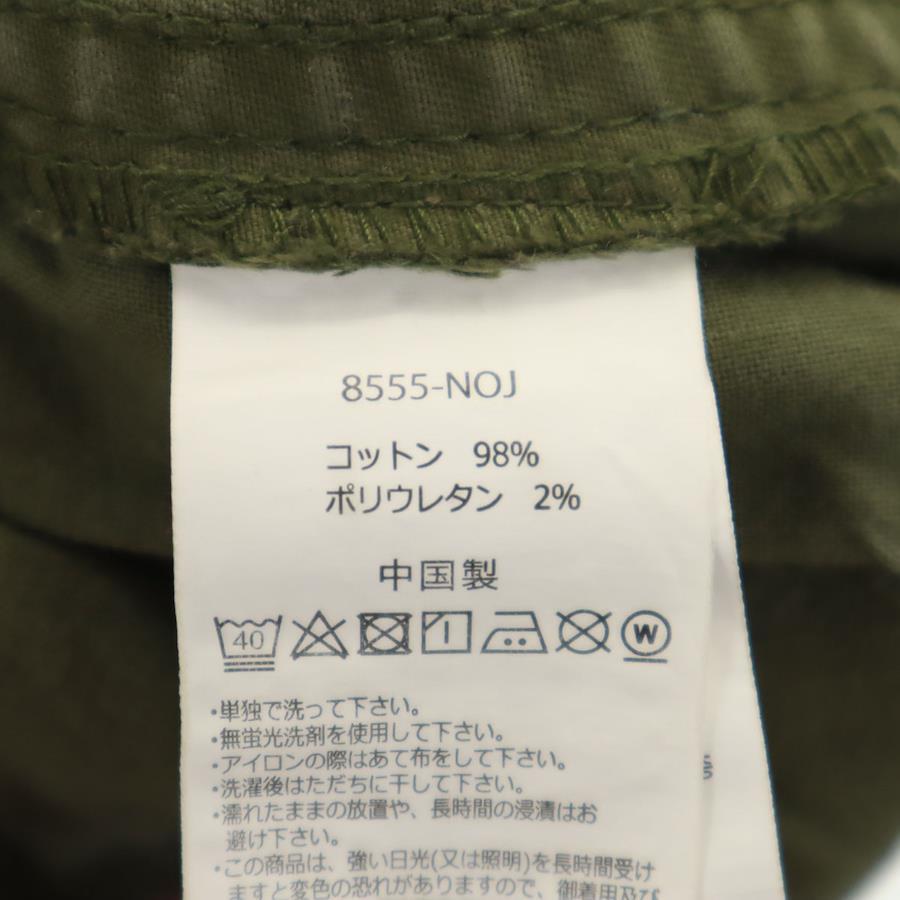 8555-NOJ
コットン 98%
ポリウレタン 2%
中国製
40 W
・単独で洗って下さい。
・無蛍光洗剤を使用して下さい。
・アイロンの際はあて布をして下さい。
・洗濯後はただちに干して下さい。
・濡れたままの放置や、長時間の浸漬はお
避け下さい。
・この商品は、強い日光(又は照明)を長時間受け
ますと変色の恐れがありますので、御着用及び